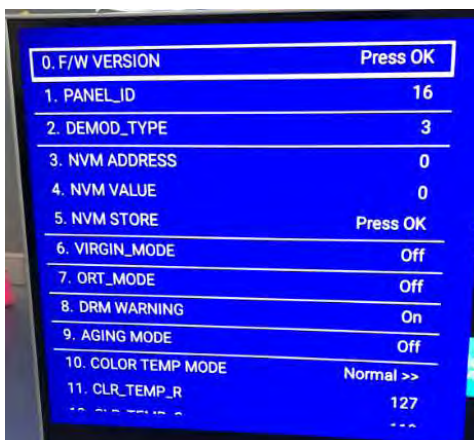 0. F/W VERSION Press OK
1. PANEL_ID 16
2. DEMOD_TYPE 3
3. NVM ADDRESS 0
4. NVM VALUE 0
5. NVM STORE Press OK
6. VIRGIN_MODE Off
7. ORT_MODE Off
8. DRM WARNING On
9. AGING MODE Off
10. COLOR TEMP MODE Normal >>
11. CLR_TEMP_R 127